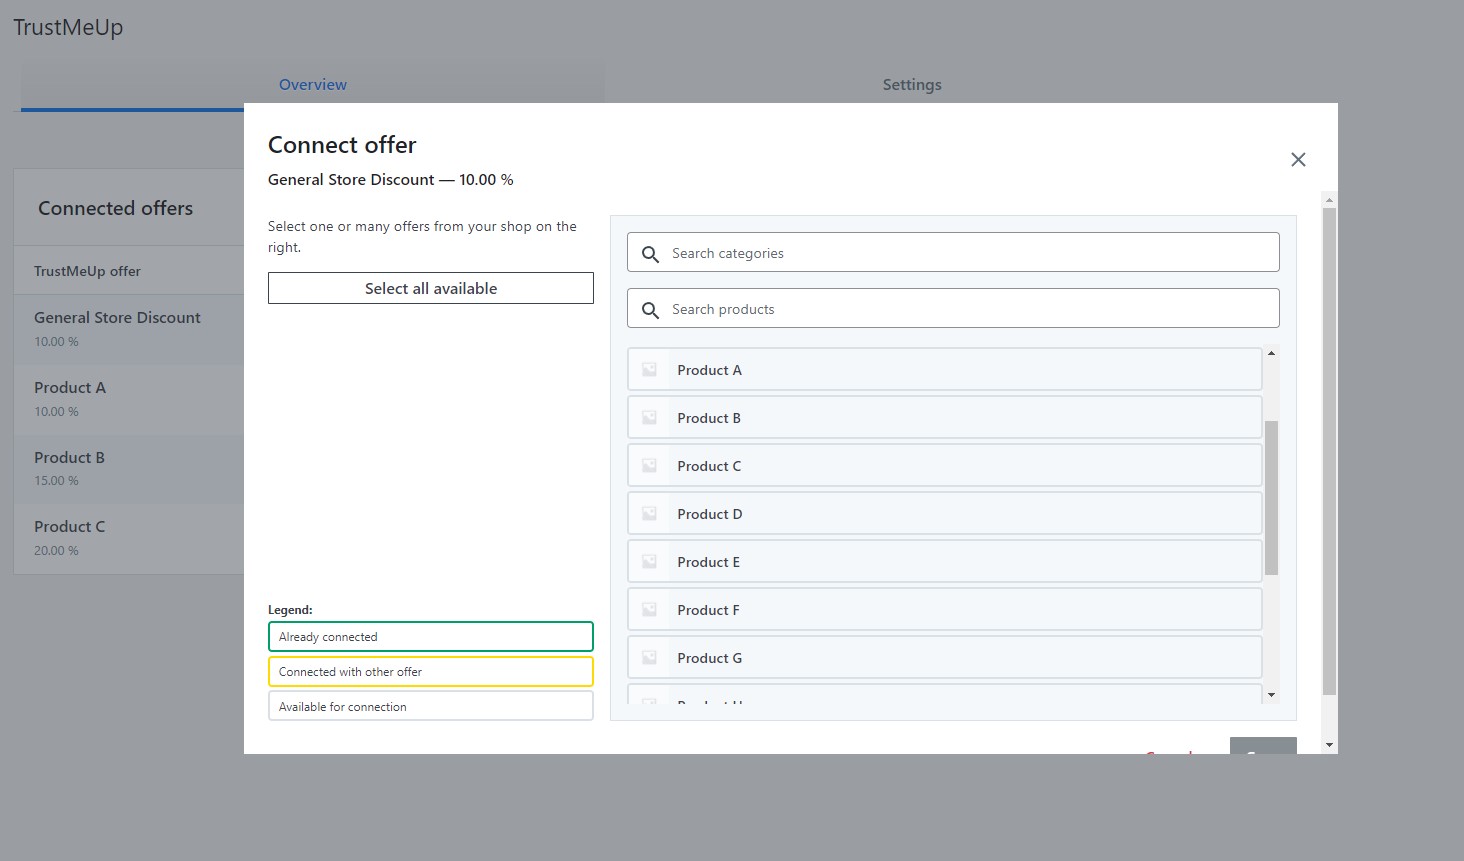 TrustMeUp
Overview
Settings
Connected offers
TrustMeUp offer
General Store Discount
10.00 %
Product A
10.00 %
Product B
15.00 %
Product C
20.00 %
Connect offer
General Store Discount — 10.00 %
Select one or many offers from your shop on the
right.
Select all available
Legend:
Already connected
Connected with other offer
Available for connection
Search categories
Search products
Product A
Product B
Product C
Product D
Product E
Product F
Product G